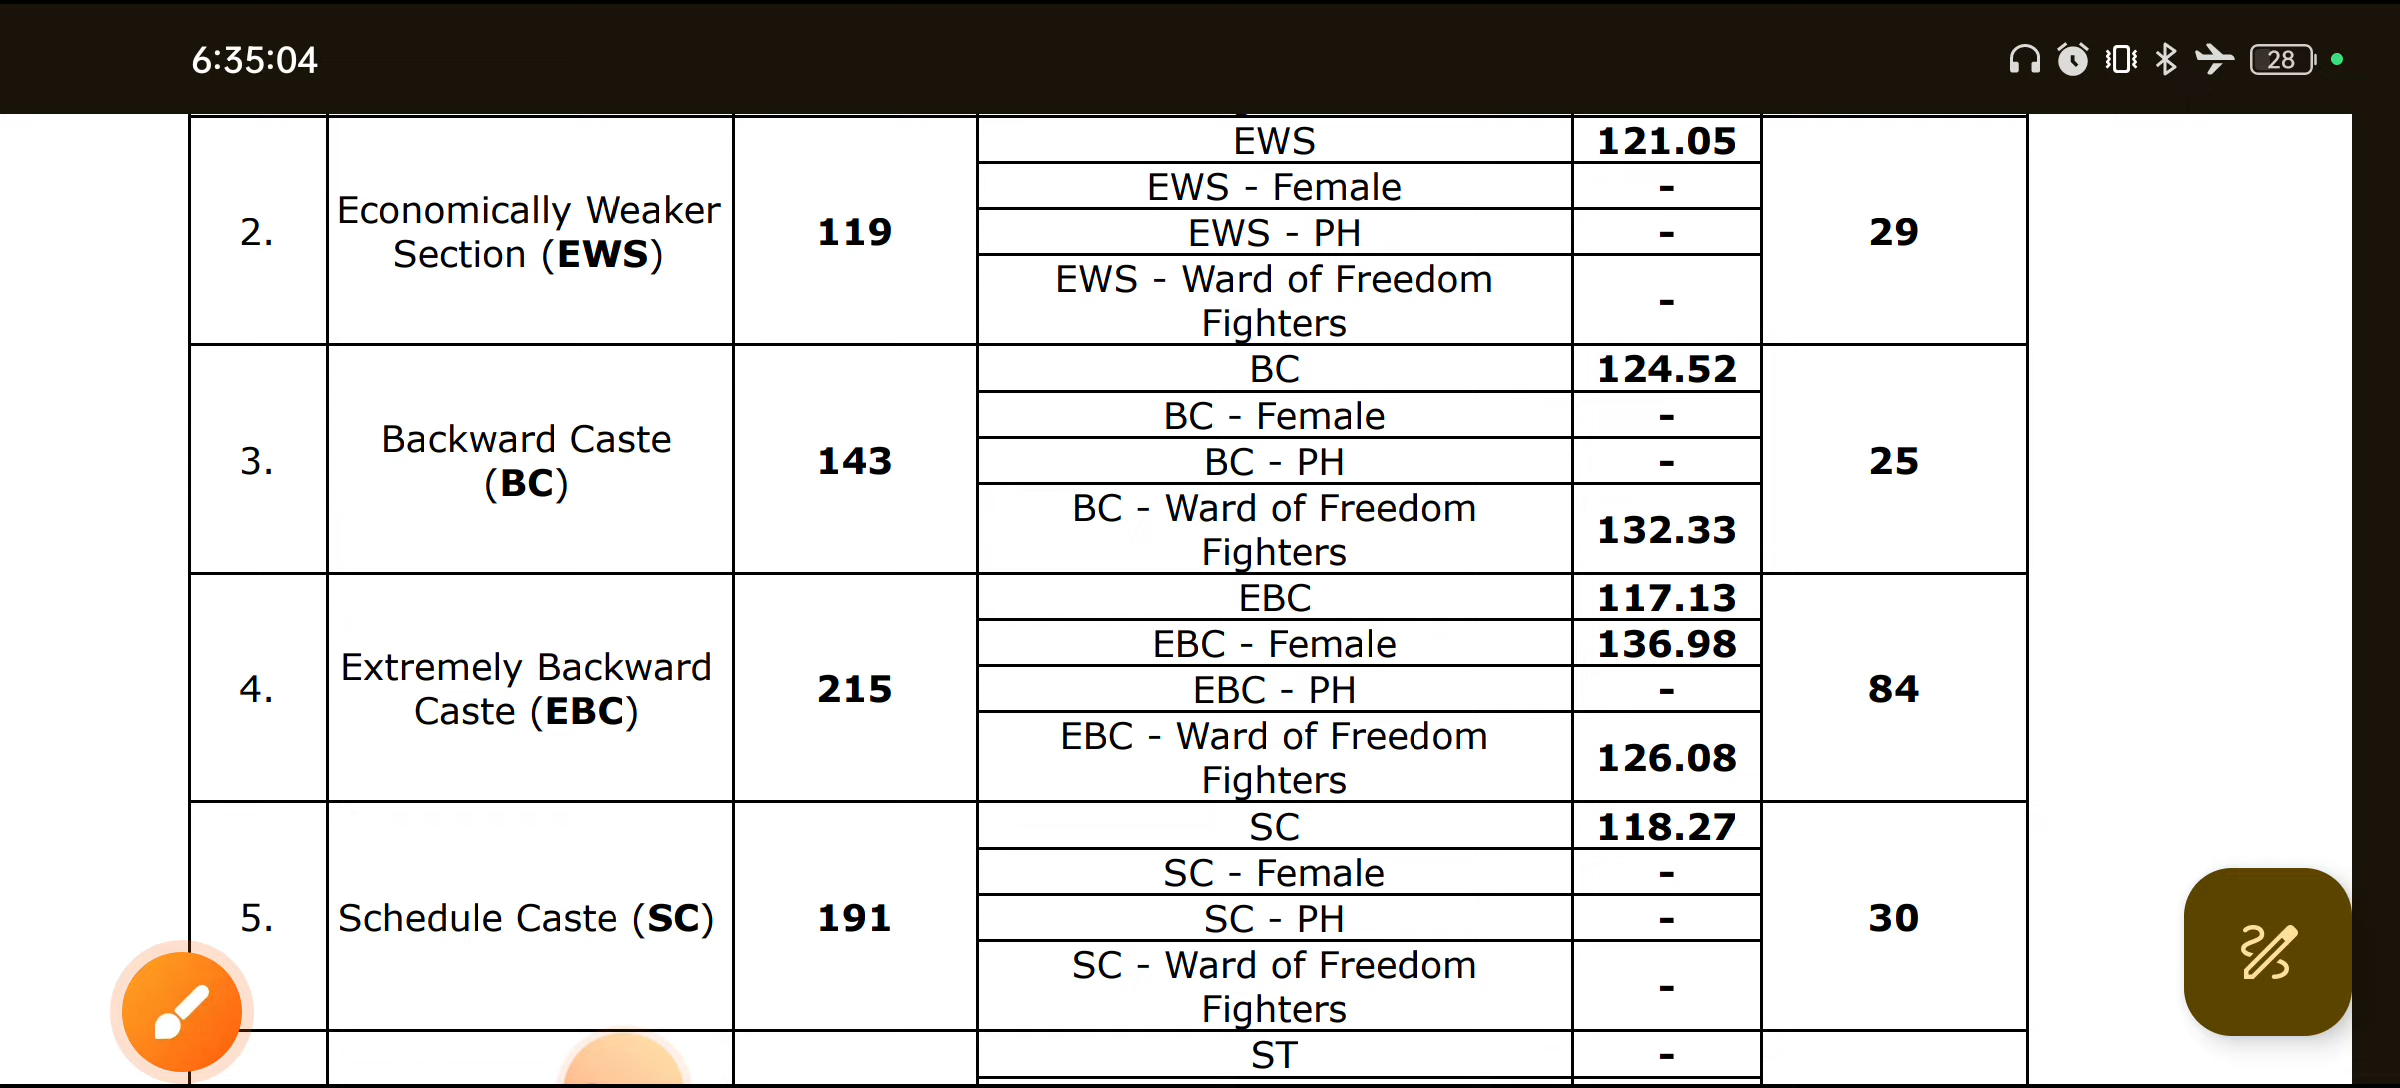 6:35:04
28
EWS 121.05
EWS - Female -
2. Economically Weaker Section (EWS) 119 EWS - PH - 29
EWS - Ward of Freedom
Fighters -
BC 124.52
BC - Female -
3. Backward Caste (BC) 143 BC - PH - 25
BC - Ward of Freedom
Fighters 132.33
EBC 117.13
EBC - Female 136.98
4. Extremely Backward Caste (EBC) 215 EBC - PH - 84
EBC - Ward of Freedom
Fighters 126.08
SC 118.27
SC - Female -
5. Schedule Caste (SC) 191 SC - PH - 30
SC - Ward of Freedom
Fighters -
ST -